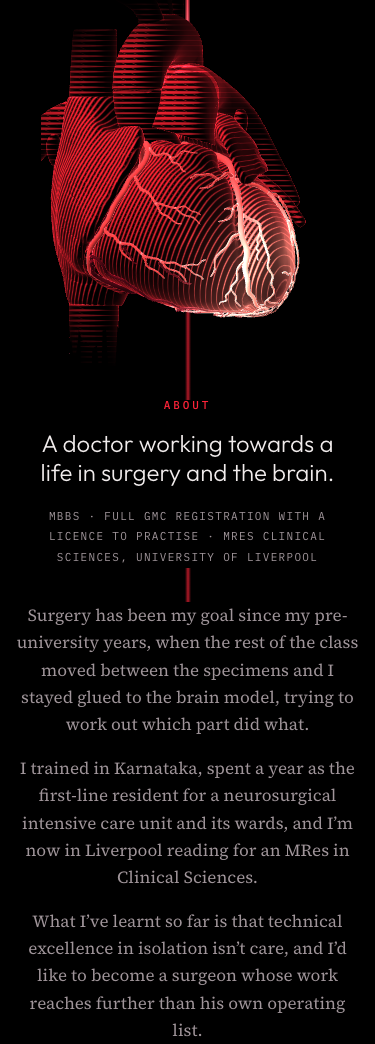 ABOUT
A doctor working towards a
life in surgery and the brain.
MBBS · FULL GMC REGISTRATION WITH A
LICENCE TO PRACTISE · MRES CLINICAL
SCIENCES, UNIVERSITY OF LIVERPOOL
Surgery has been my goal since my pre-
university years, when the rest of the class
moved between the specimens and I
stayed glued to the brain model, trying to
work out which part did what.
I trained in Karnataka, spent a year as the
first-line resident for a neurosurgical
intensive care unit and its wards, and I’m
now in Liverpool reading for an MRes in
Clinical Sciences.
What I’ve learnt so far is that technical
excellence in isolation isn’t care, and I’d
like to become a surgeon whose work
reaches further than his own operating
list.